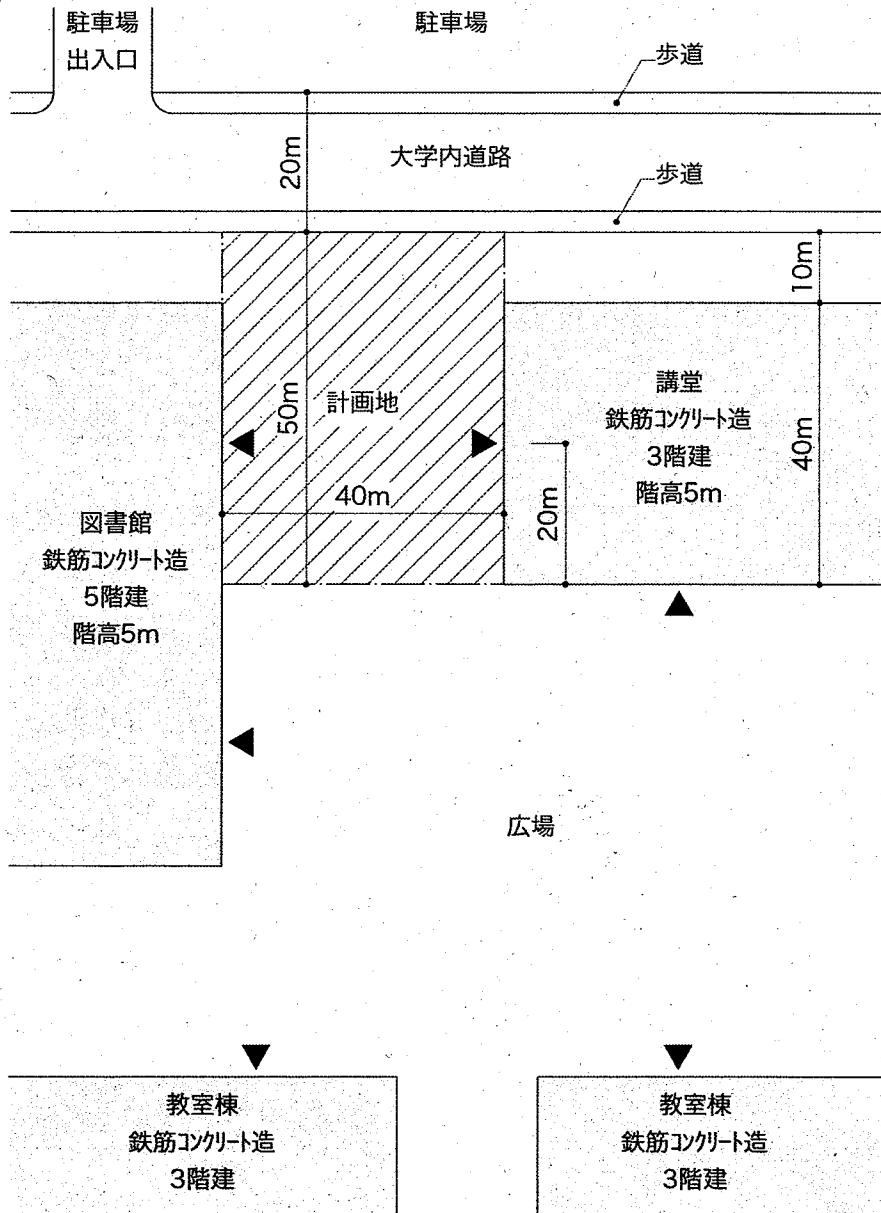 駐車場
出入口
駐車場
歩道
20m
大学内道路
歩道
10m
計画地
50m
講堂
鉄筋コンクリート造
3階建
階高5m
40m
40m
20m
図書館
鉄筋コンクリート造
5階建
階高5m
広場
教室棟
鉄筋コンクリート造
3階建
教室棟
鉄筋コンクリート造
3階建